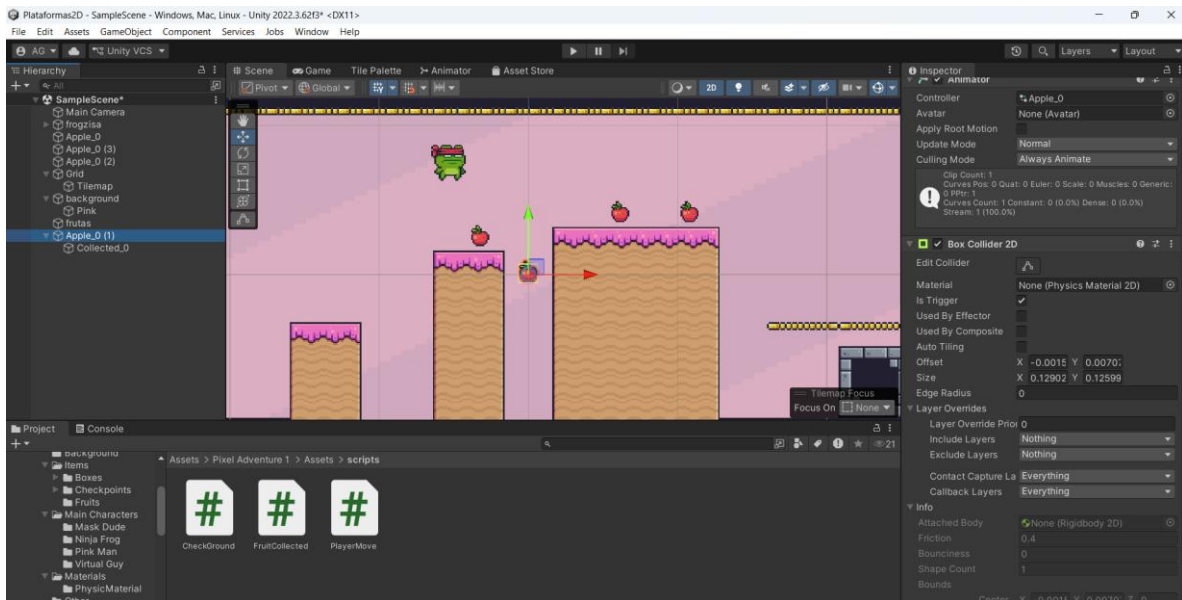 Plataformas2D - SampleScene - Windows, Mac, Linux - Unity 2022.3.62f3* <DX11>
File Edit Assets GameObject Component Services Jobs Window Help
AG Unity VCS Layers Layout
Hierarchy
All
SampleScene*
Main Camera
frogzisa
Apple_0
Apple_0 (3)
Apple_0 (2)
Grid
Tilemap
background
Pink
frutas
Apple_0 (1)
Collected_0
Scene Game Tile Palette Animator Asset Store
Pivot Global 2D
Tilemap Focus
Focus On None
Inspector
Animator
Controller Apple_0
Avatar None (Avatar)
Apply Root Motion
Update Mode Normal
Culling Mode Always Animate
Clip Count: 1
Curves Pos: 0 Quat: 0 Euler: 0 Scale: 0 Muscles: 0 Generic:
0 PPtr: 1
Curves Count: 1 Constant: 0 (0.0%) Dense: 0 (0.0%)
Stream: 1 (100.0%)
Box Collider 2D
Edit Collider
Material None (Physics Material 2D)
Is Trigger
Used By Effector
Used By Composite
Auto Tiling
Offset X -0.0015 Y 0.0070
Size X 0.12902 Y 0.12599
Edge Radius 0
Layer Overrides
Layer Override Prior 0
Include Layers Nothing
Exclude Layers Nothing
Contact Capture La Everything
Callback Layers Everything
Info
Attached Body None (Rigidbody 2D)
Friction 0.4
Bounciness 0
Shape Count 1
Bounds
Project Console
21
Background
Items
Boxes
Checkpoints
Fruits
Main Characters
Mask Dude
Ninja Frog
Pink Man
Virtual Guy
Materials
PhysicMaterial
Assets > Pixel Adventure 1 > Assets > scripts
# # #
CheckGround FruitCollected PlayerMove